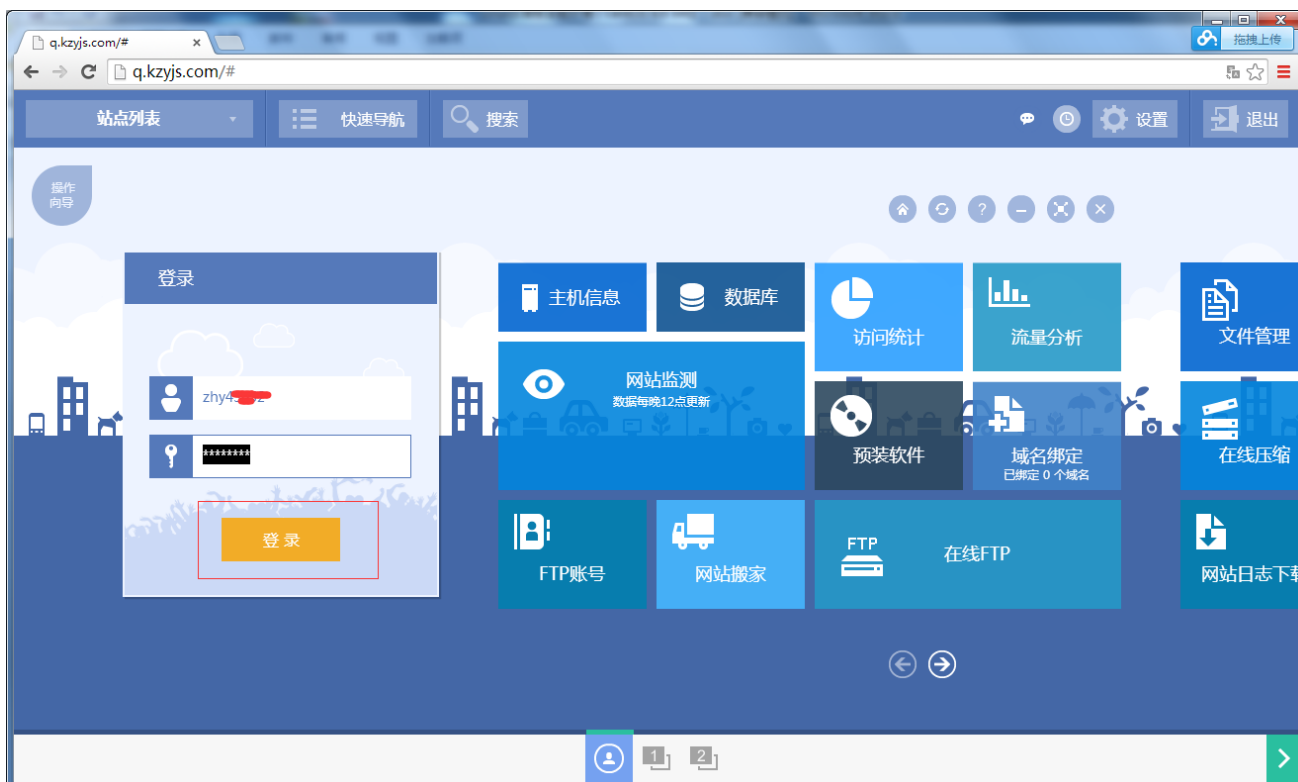 q.kzyjs.com/#
拖拽上传
q.kzyjs.com/#
站点列表
快速导航
搜索
设置
退出
操作
向导
登录
********
登 录
主机信息
数据库
访问统计
流量分析
文件管理
网站监测
数据每晚12点更新
预装软件
域名绑定
已绑定 0 个域名
在线压缩
FTP账号
网站搬家
FTP
在线FTP
网站日志下载
1
2